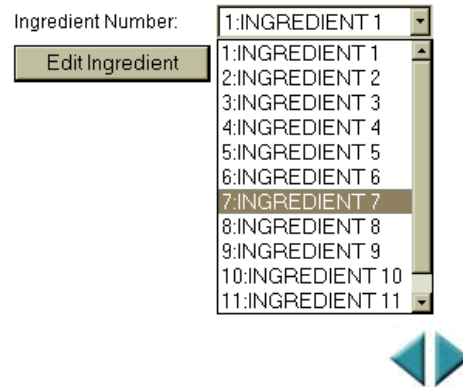 Ingredient Number: 1:INGREDIENT 1
Edit Ingredient
1:INGREDIENT 1
2:INGREDIENT 2
3:INGREDIENT 3
4:INGREDIENT 4
5:INGREDIENT 5
6:INGREDIENT 6
7:INGREDIENT 7
8:INGREDIENT 8
9:INGREDIENT 9
10:INGREDIENT 10
11:INGREDIENT 11